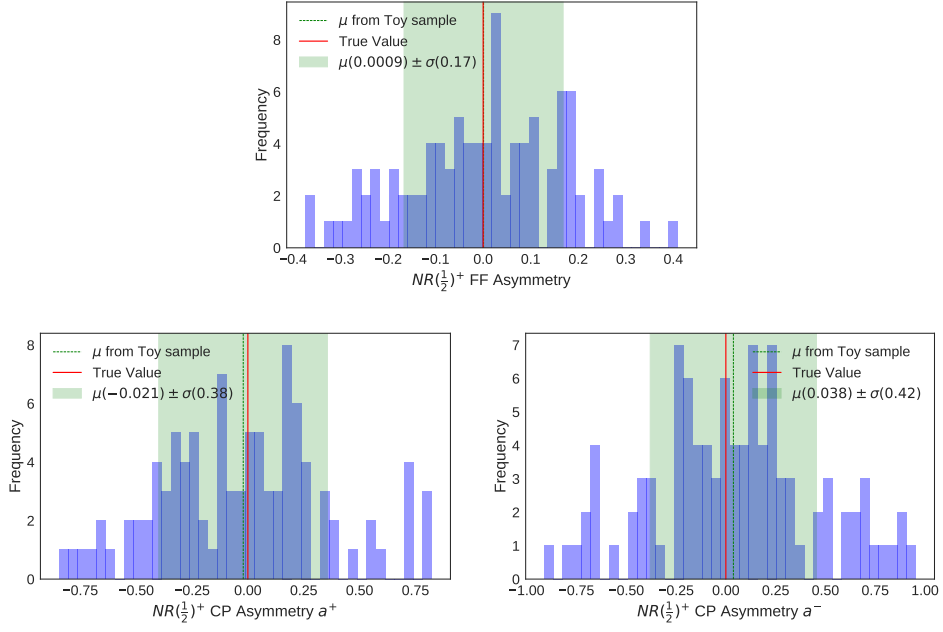 μ from Toy sample
True Value
μ(0.0009) ± σ(0.17)
Frequency
0
2
4
6
8
−0.4 −0.3 −0.2 −0.1 0.0 0.1 0.2 0.3 0.4
NR(½)⁺ FF Asymmetry
μ from Toy sample
True Value
μ(−0.021) ± σ(0.38)
Frequency
8
6
4
2
0
−0.75 −0.50 −0.25 0.00 0.25 0.50 0.75
NR(½)⁺ CP Asymmetry a⁺
μ from Toy sample
True Value
μ(0.038) ± σ(0.42)
Frequency
7
6
5
4
3
2
1
0
−1.00 −0.75 −0.50 −0.25 0.00 0.25 0.50 0.75 1.00
NR(½)⁺ CP Asymmetry a⁻